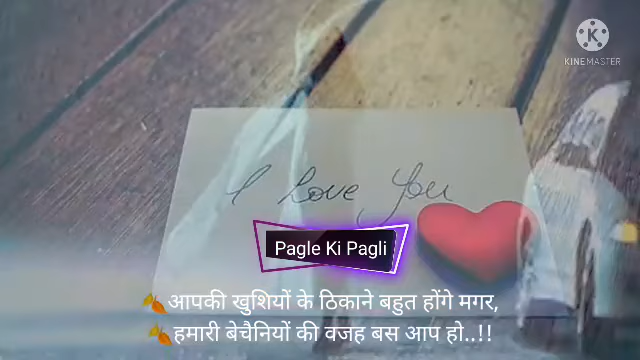 KINEMASTER
I Love You
Pagle Ki Pagli
आपकी खुशियों के ठिकाने बहुत होंगे मगर,
हमारी बेचैनियों की वजह बस आप हो..!!